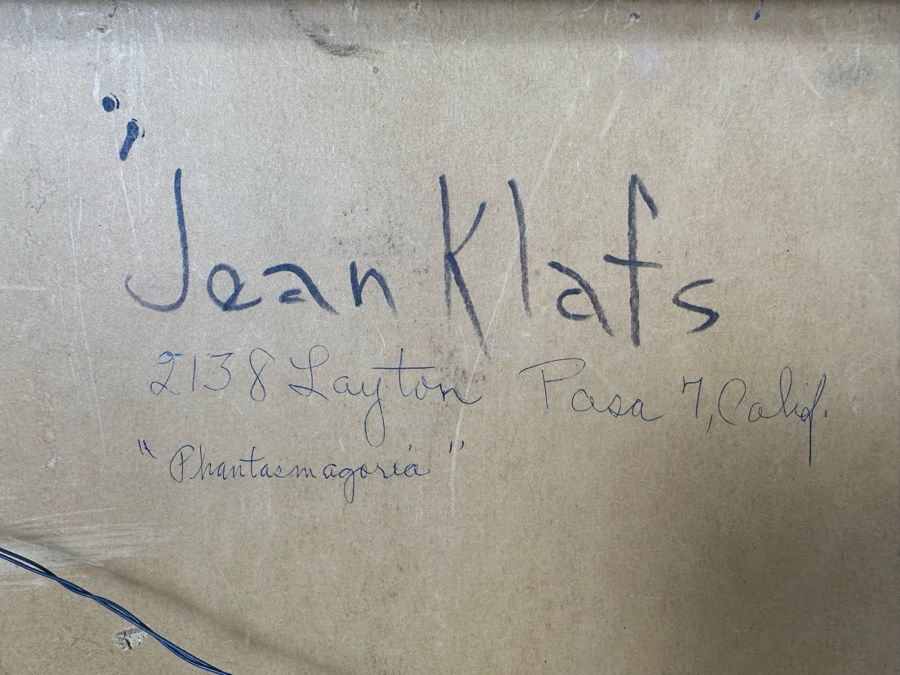 Jean Klafs
2138 Layton Pasa 7, Calif.
"Phantasmagoria"